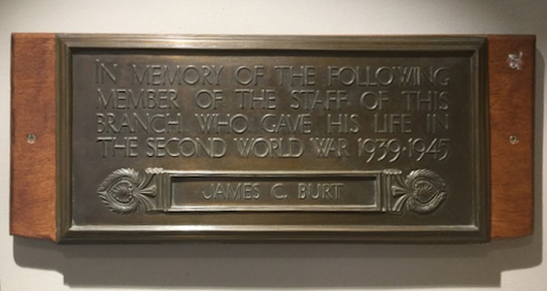 IN MEMORY OF THE FOLLOWING
MEMBER OF THE STAFF OF THIS
BRANCH WHO GAVE HIS LIFE IN
THE SECOND WORLD WAR 1939·1945
JAMES C. BURT